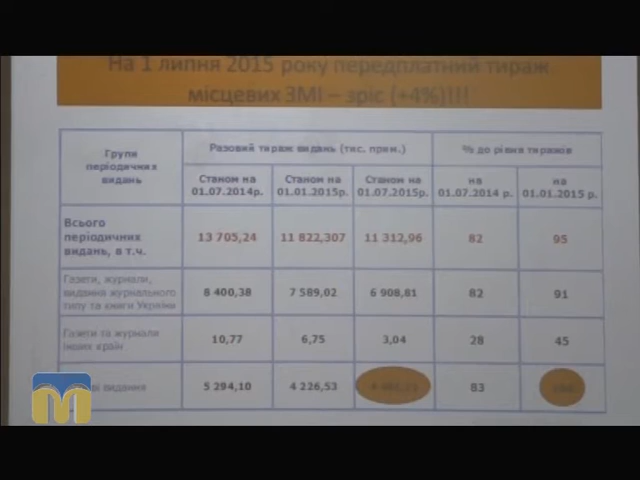 На 1 липня 2015 року передплатний тираж
місцевих ЗМІ – зріс (+4%)!!!
Групи
періодичних
видань
Разовий тираж видань (тис. прим.)
% до рівня тиражів
Станом на
01.07.2014р.
Станом на
01.01.2015р.
Станом на
01.07.2015р.
на
01.07.2014 р.
на
01.01.2015 р.
Всього
періодичних
видань, в т.ч.
13 705,24
11 822,307
11 312,96
82
95
Газети, журнали,
видання журнального
типу та книги України
8 400,38
7 589,02
6 908,81
82
91
Газети та журнали
інших країн
10,77
6,75
3,04
28
45
видання
5 294,10
4 226,53
83
М